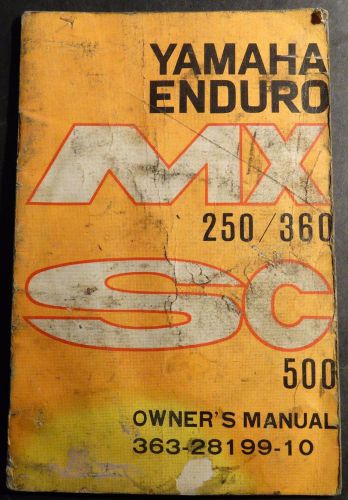 YAMAHA
ENDURO
MX
250/360
SC
500
OWNER'S MANUAL
363-28199-10